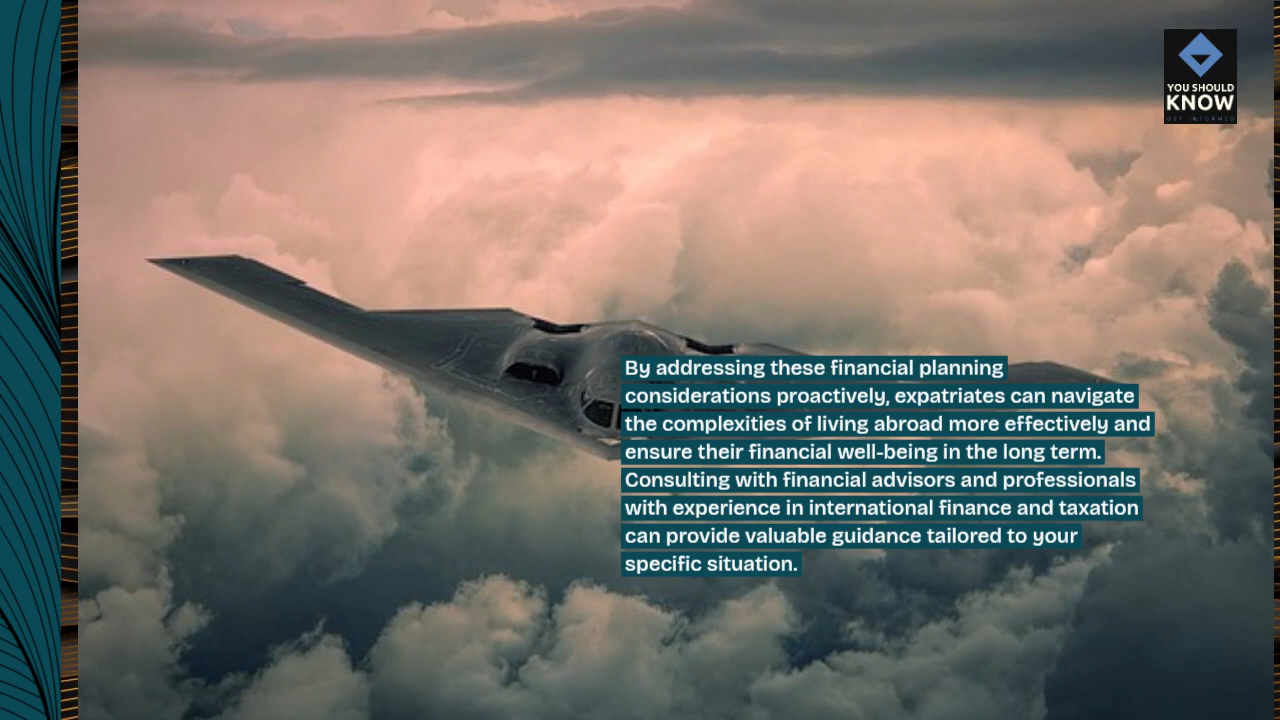 YOU SHOULD
KNOW
GET INFORMED
By addressing these financial planning
considerations proactively, expatriates can navigate
the complexities of living abroad more effectively and
ensure their financial well-being in the long term.
Consulting with financial advisors and professionals
with experience in international finance and taxation
can provide valuable guidance tailored to your
specific situation.